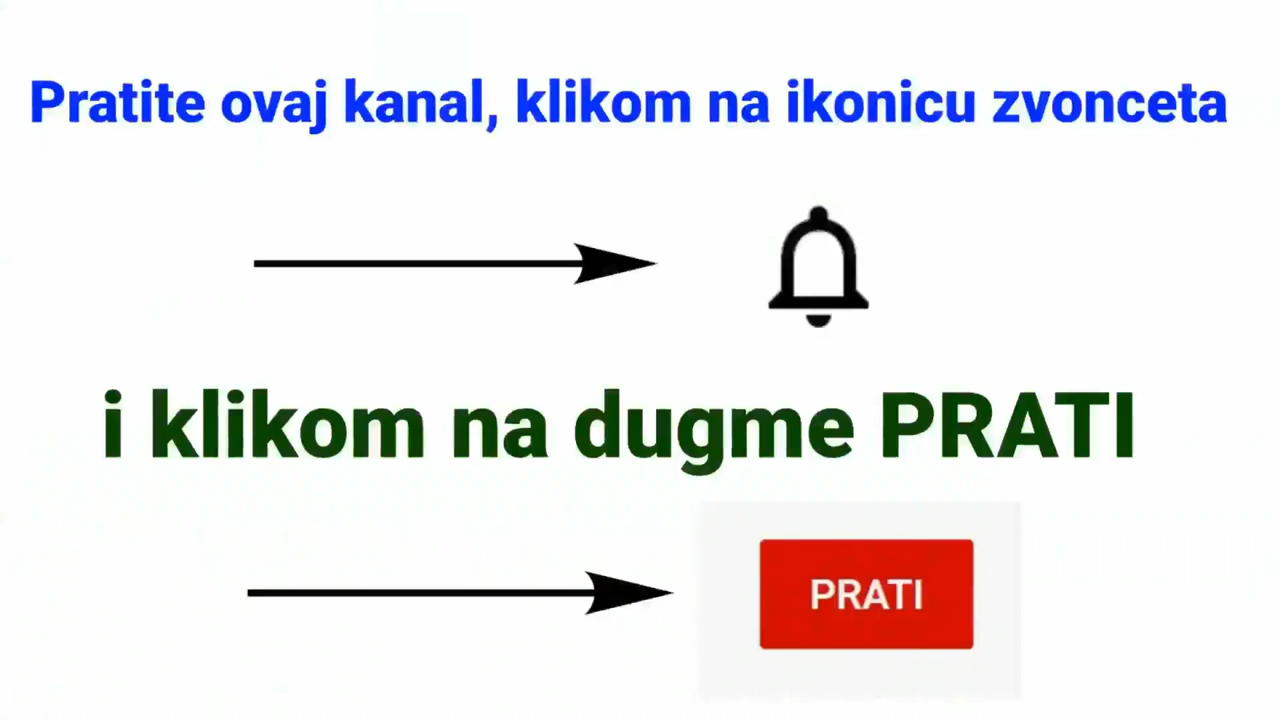 Pratite ovaj kanal, klikom na ikonicu zvonceta
i klikom na dugme PRATI
PRATI